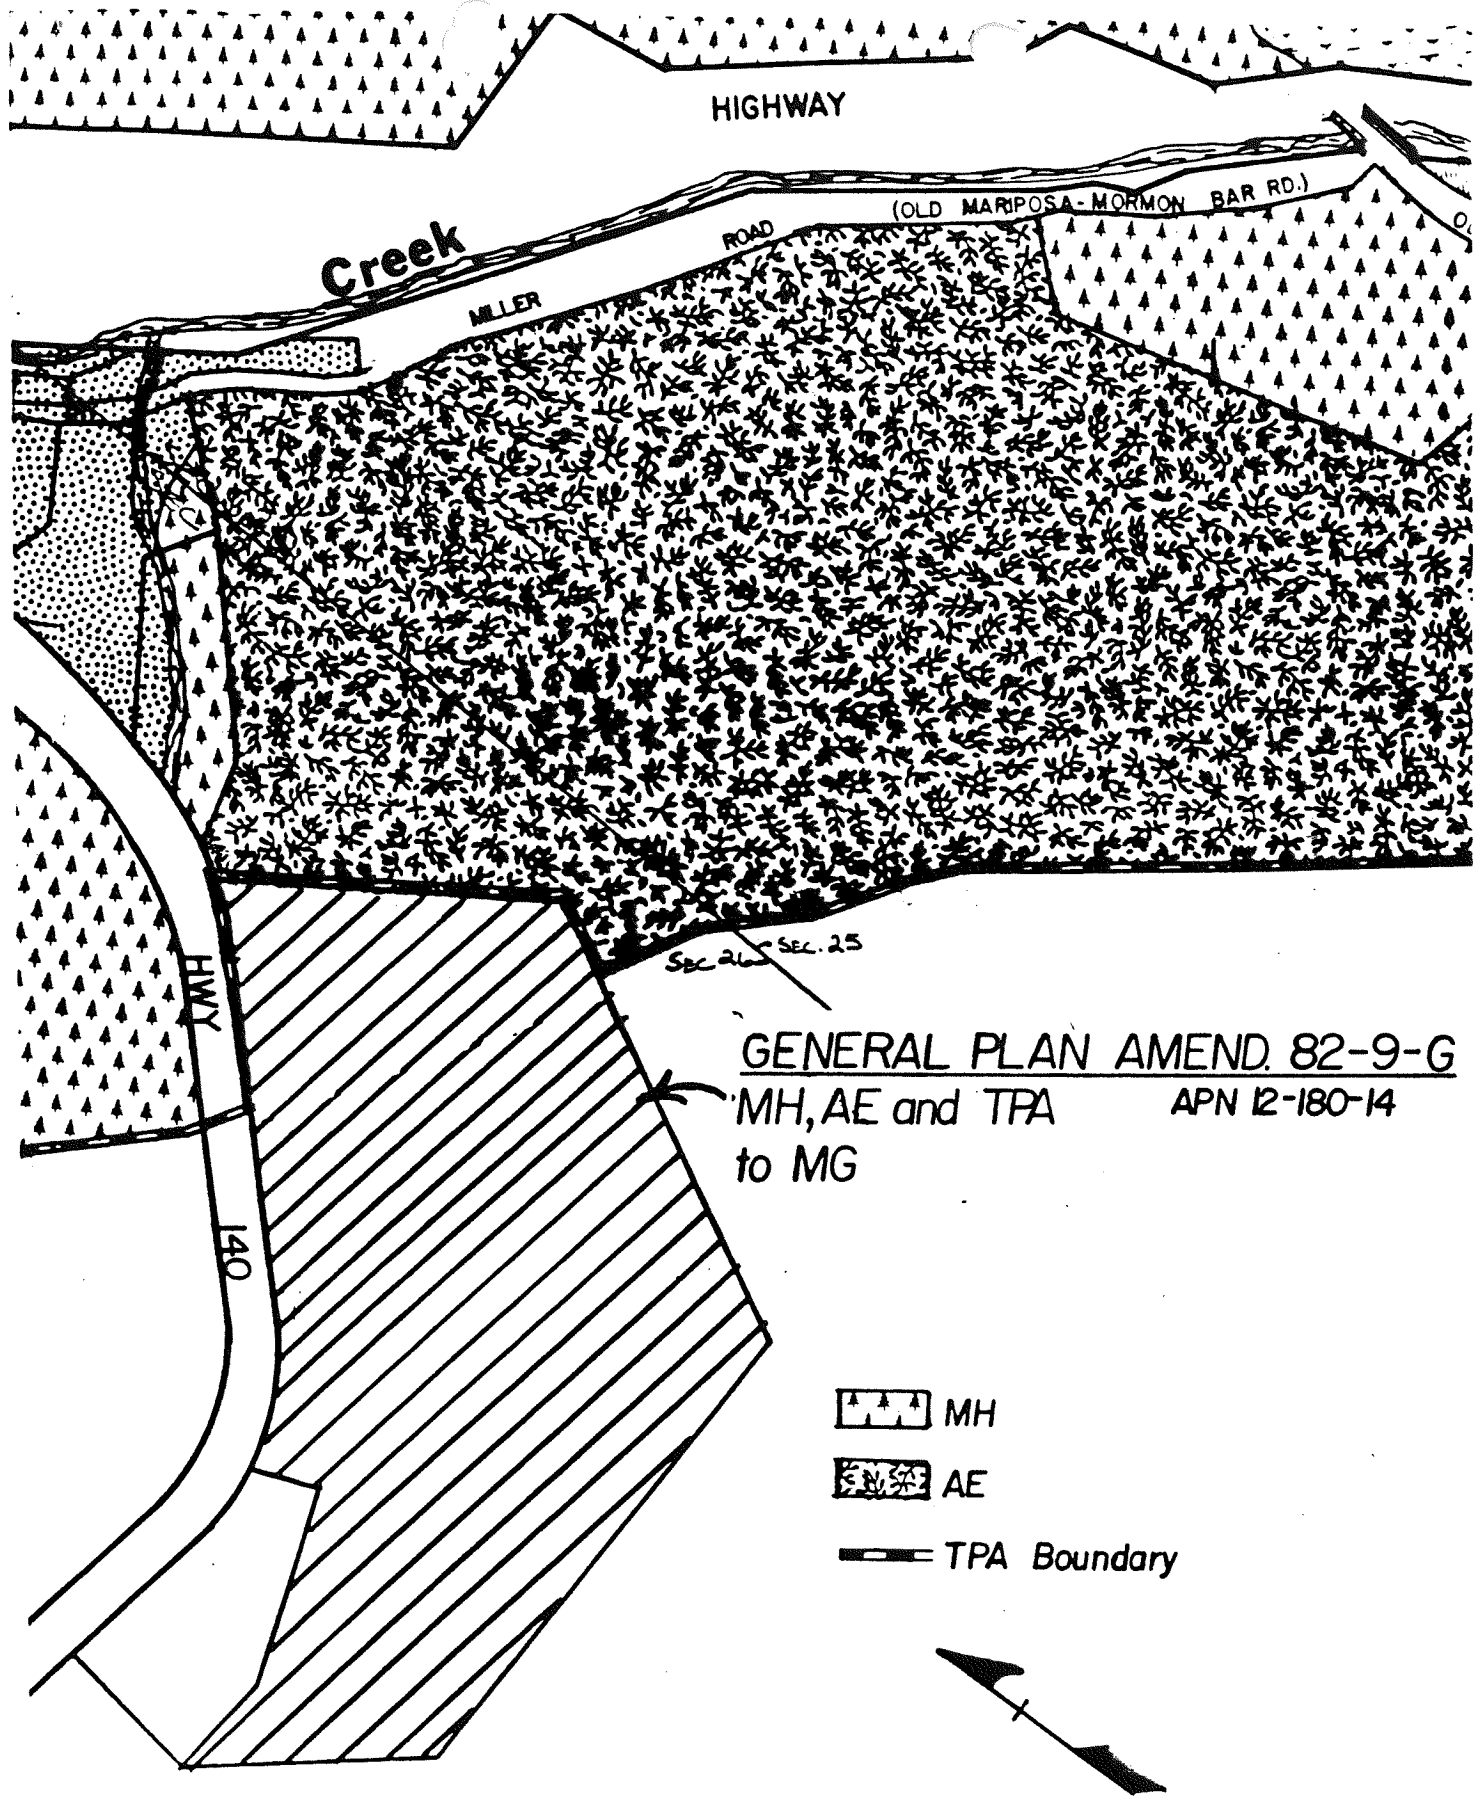 HIGHWAY
(OLD MARIPOSA-MORMON BAR RD.)
Creek
MILLER ROAD
SEC 26 SEC. 25
HWY 140
GENERAL PLAN AMEND. 82-9-G
MH, AE and TPA
APN 12-180-14
to MG
MH
AE
TPA Boundary